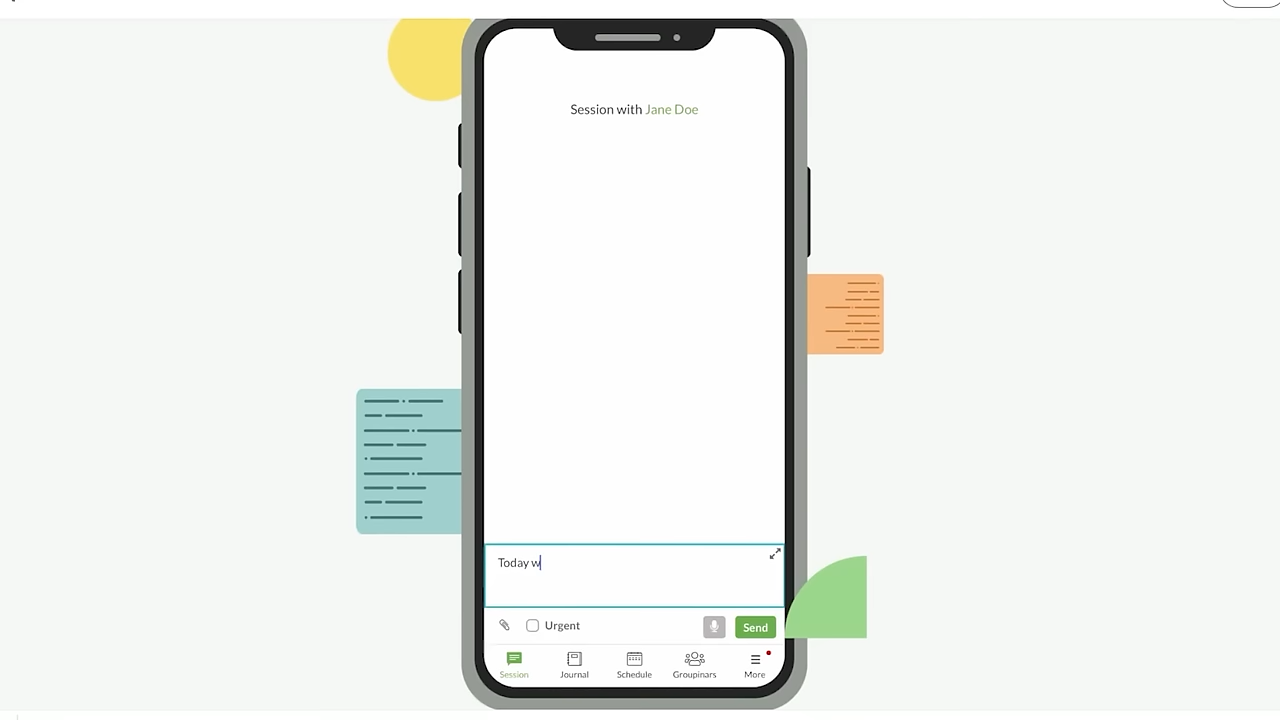 Session with Jane Doe
Today w
Urgent
Send
Session
Journal
Schedule
Groupinars
More